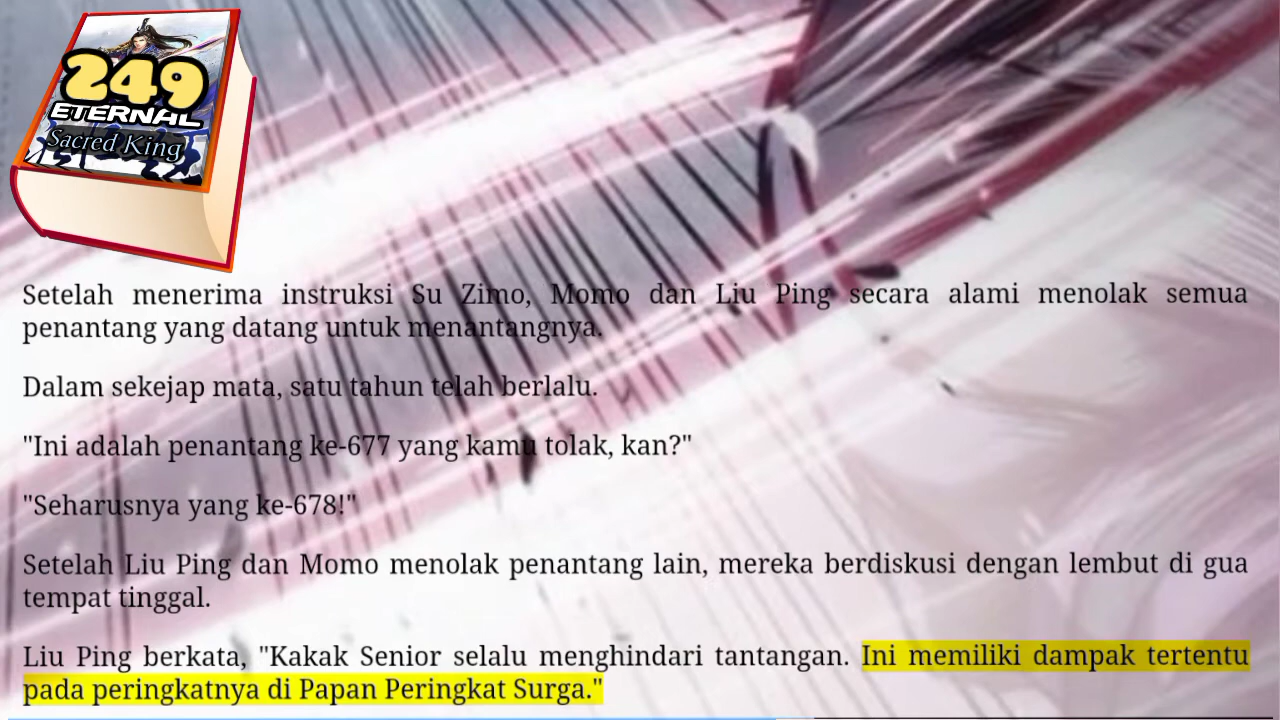 249
ETERNAL
Sacred King
Setelah menerima instruksi Su Zimo, Momo dan Liu Ping secara alami menolak semua
penantang yang datang untuk menantangnya.
Dalam sekejap mata, satu tahun telah berlalu.
"Ini adalah penantang ke-677 yang kamu tolak, kan?"
"Seharusnya yang ke-678!"
Setelah Liu Ping dan Momo menolak penantang lain, mereka berdiskusi dengan lembut di gua
tempat tinggal.
Liu Ping berkata, "Kakak Senior selalu menghindari tantangan. Ini memiliki dampak tertentu
pada peringkatnya di Papan Peringkat Surga."